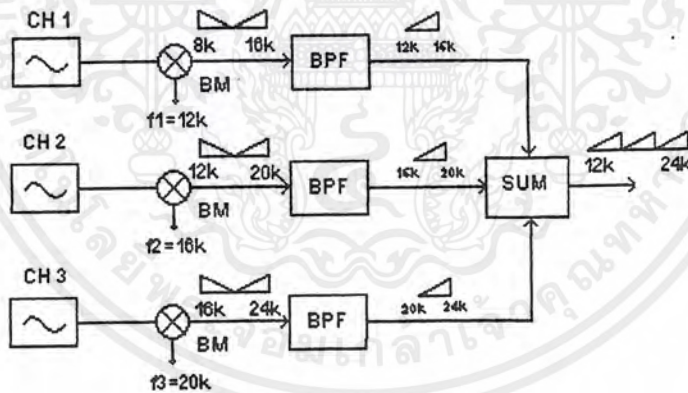 CH 1
8k 16k
BPF
12k 16k
BM
f1=12k
CH 2
12k 20k
BPF
16k 20k
BM
f2=16k
SUM
12k 24k
CH 3
16k 24k
BPF
20k 24k
BM
f3=20k